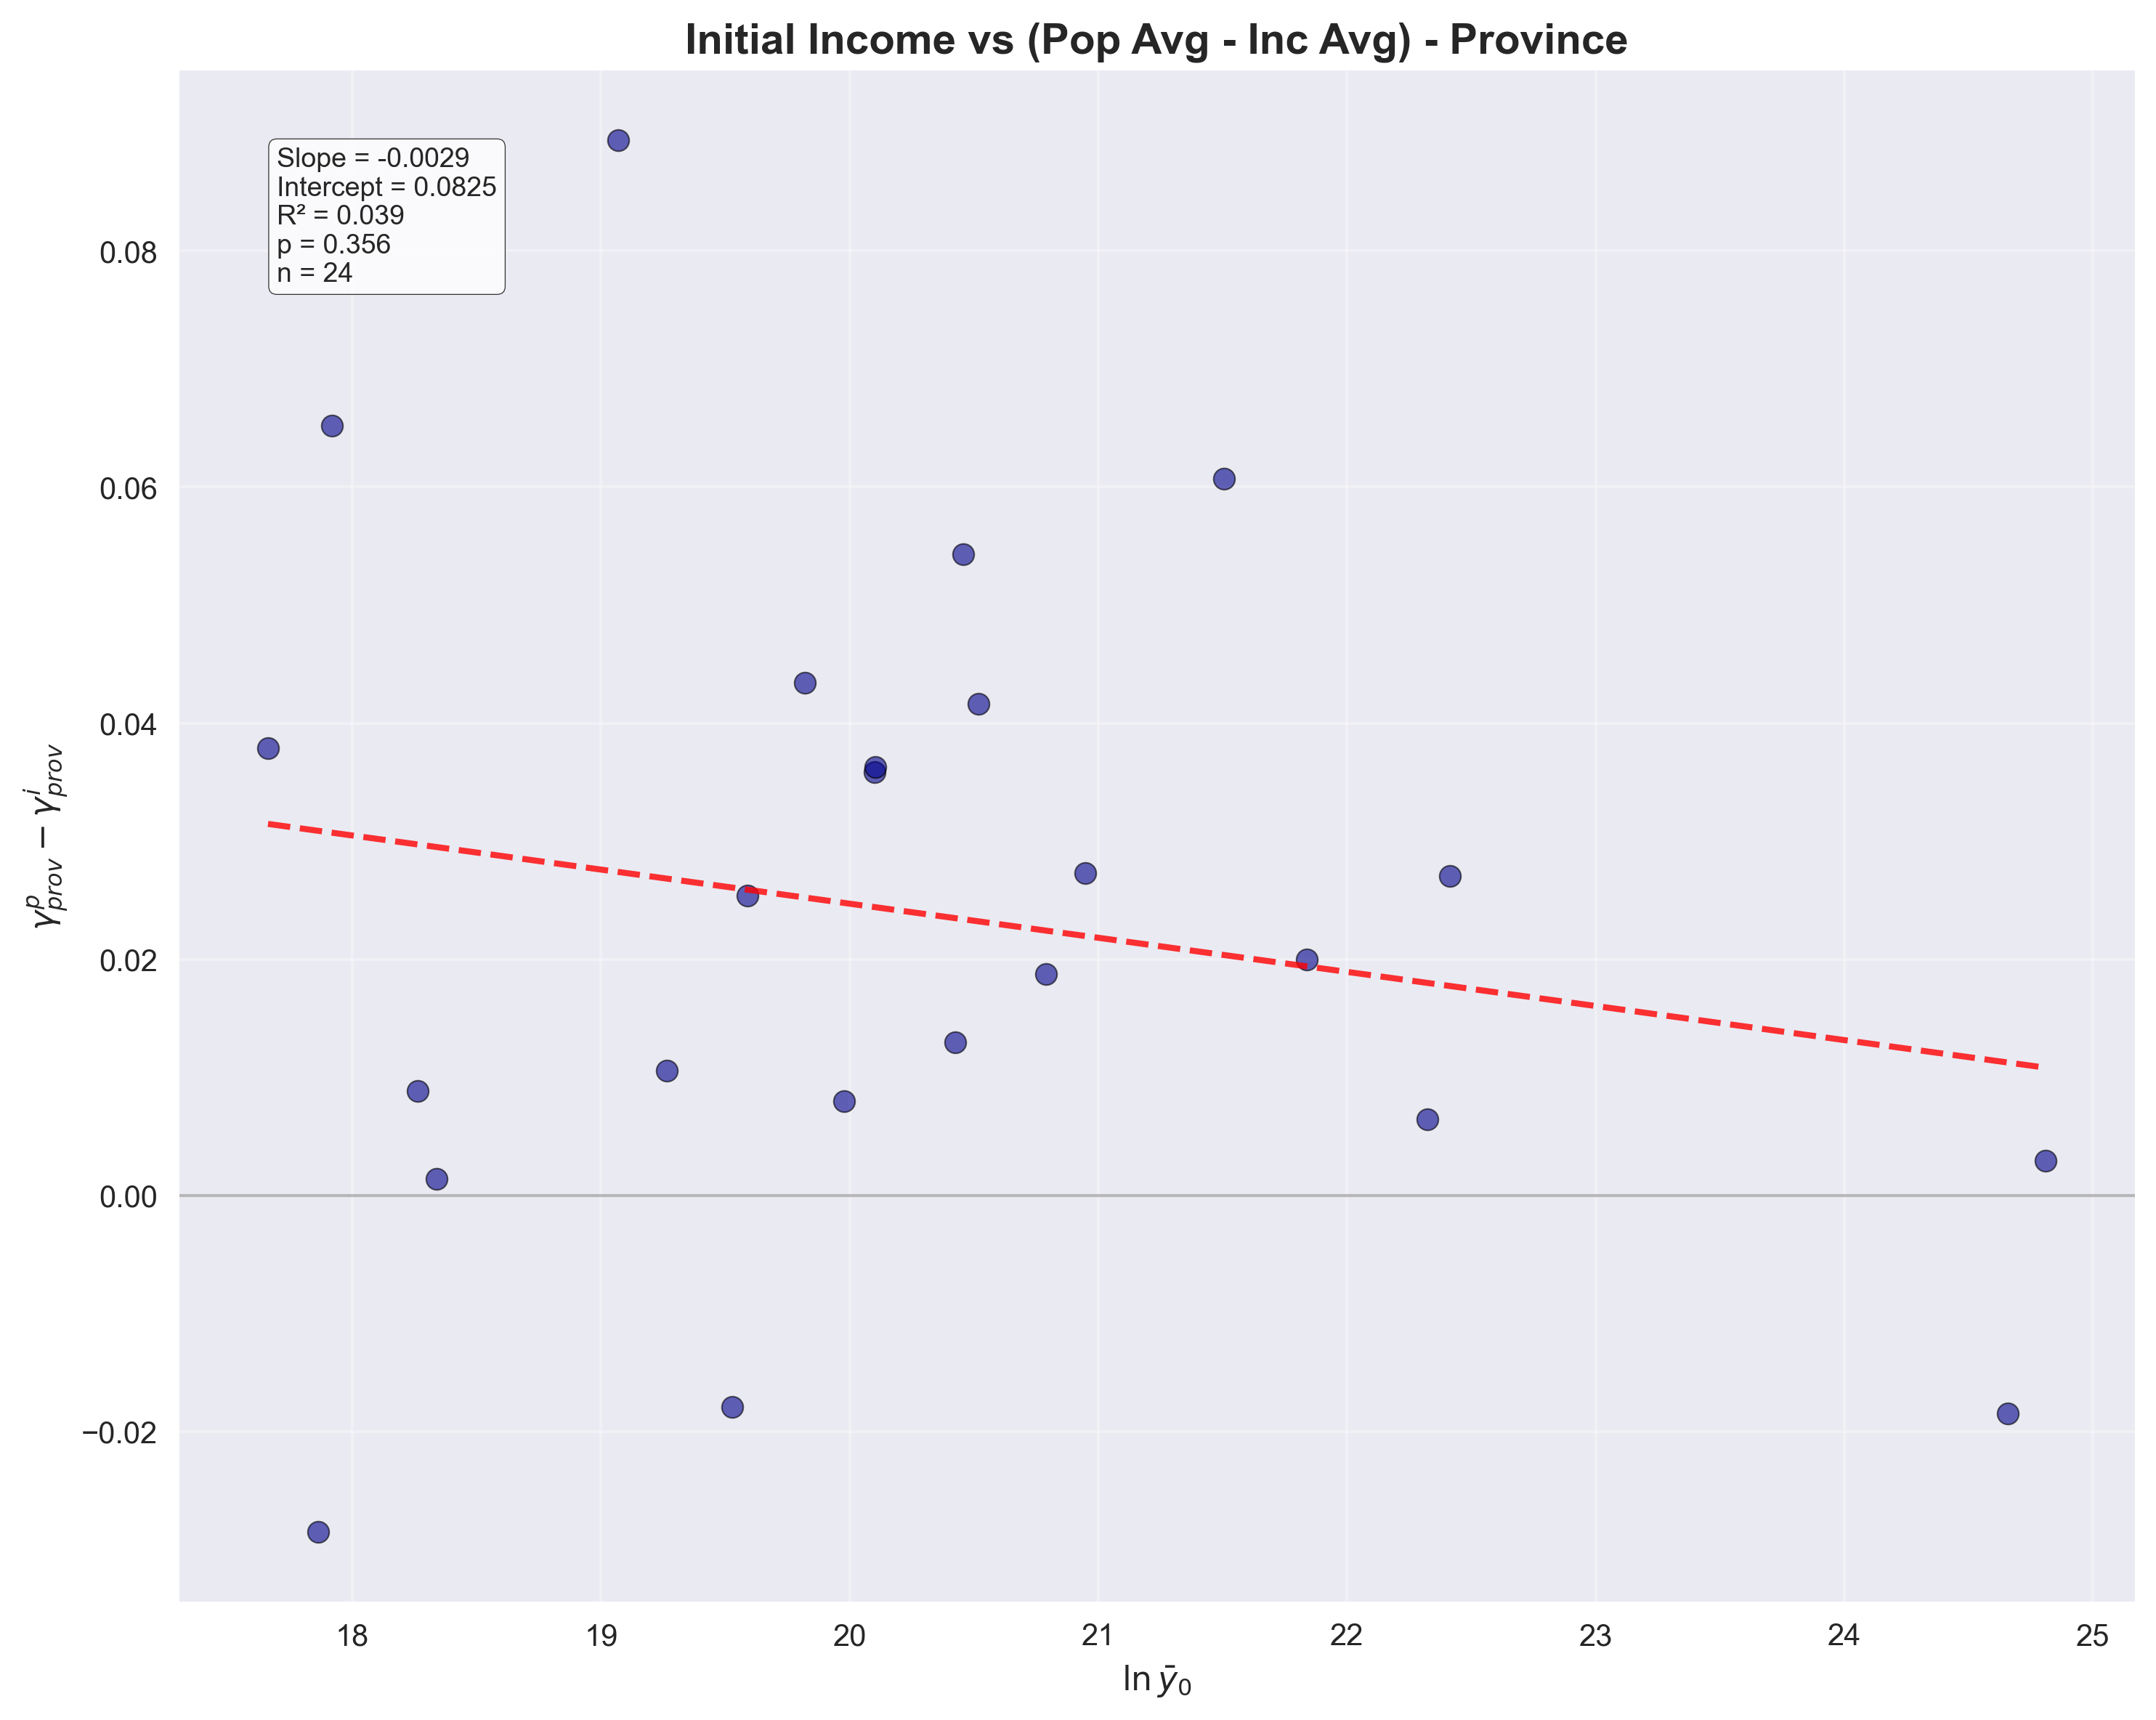 Initial Income vs (Pop Avg - Inc Avg) - Province
Slope = -0.0029
Intercept = 0.0825
R² = 0.039
p = 0.356
n = 24
0.08
0.06
0.04
0.02
0.00
−0.02
γ^p_prov − γ^i_prov
18 19 20 21 22 23 24 25
ln ȳ₀